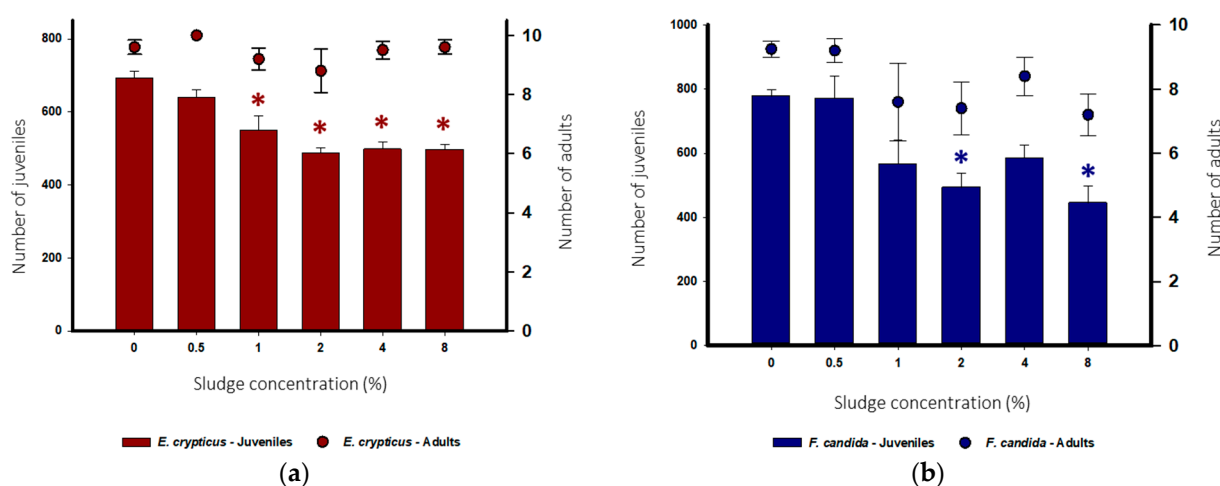 800
600
400
200
0
Number of juveniles
10
8
6
4
2
0
Number of adults
* * * *
0 0.5 1 2 4 8
Sludge concentration (%)
E. crypticus - Juveniles E. crypticus - Adults
(a)
1000
800
600
400
200
0
Number of juveniles
10
8
6
4
2
0
Number of adults
* *
0 0.5 1 2 4 8
Sludge concentration (%)
F. candida - Juveniles F. candida - Adults
(b)